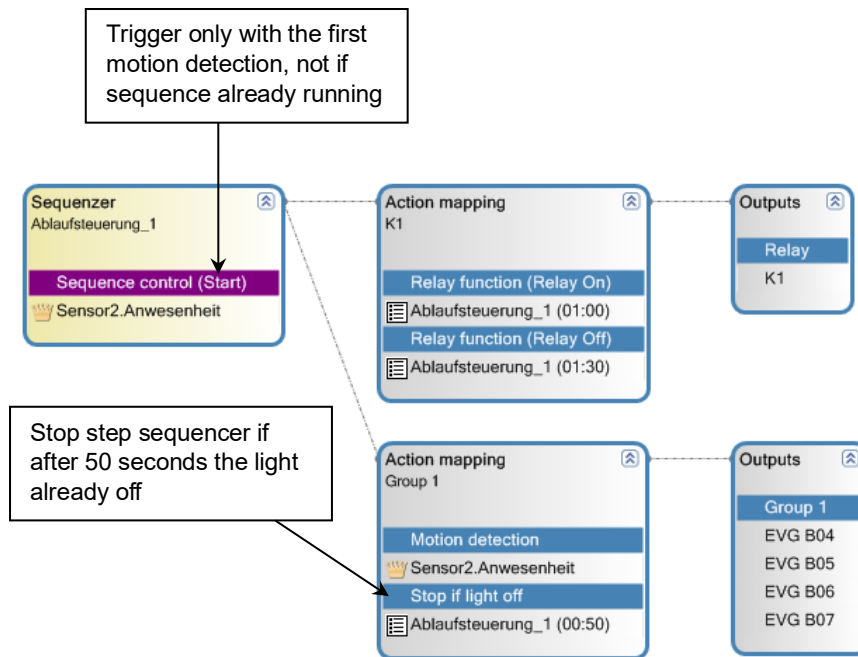 Trigger only with the first
motion detection, not if
sequence already running
Sequenzer
Ablaufsteuerung_1
Sequence control (Start)
Sensor2.Anwesenheit
Action mapping
K1
Relay function (Relay On)
Ablaufsteuerung_1 (01:00)
Relay function (Relay Off)
Ablaufsteuerung_1 (01:30)
Outputs
Relay
K1
Stop step sequencer if
after 50 seconds the light
already off
Action mapping
Group 1
Motion detection
Sensor2.Anwesenheit
Stop if light off
Ablaufsteuerung_1 (00:50)
Outputs
Group 1
EVG B04
EVG B05
EVG B06
EVG B07